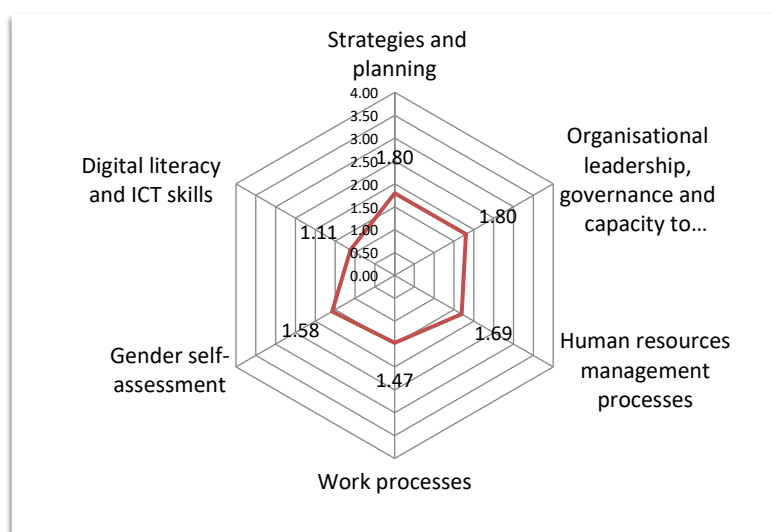 Strategies and
planning
4.00
3.50
3.00
2.50
2.00
1.50
1.00
0.50
0.00
1.80
Organisational
leadership,
governance and
capacity to...
1.80
Human resources
management
processes
1.69
Work processes
1.47
Gender self-
assessment
1.58
Digital literacy
and ICT skills
1.11